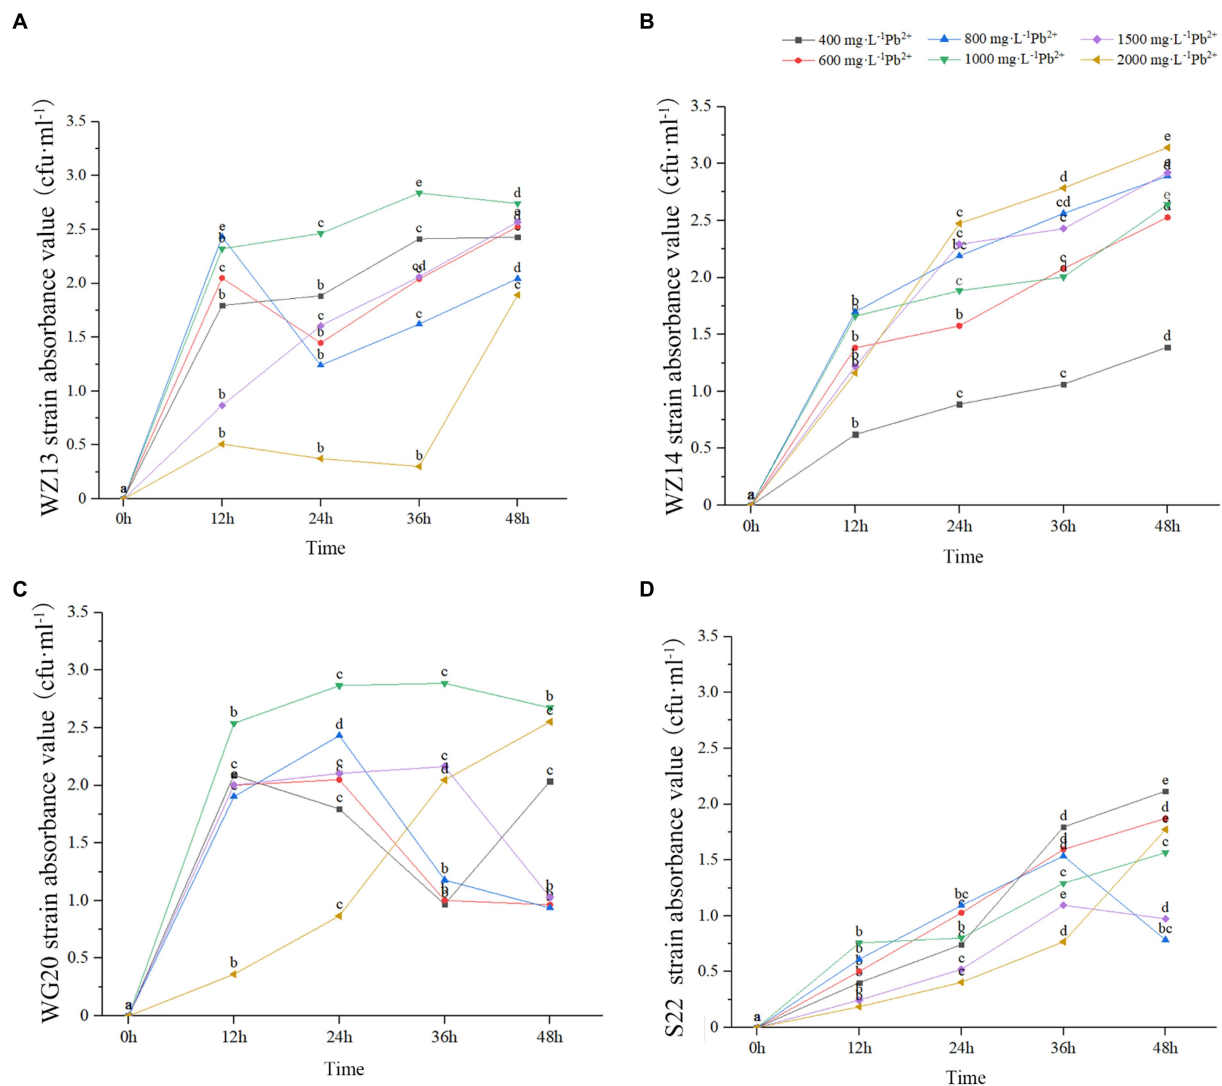 A
B
400 mg·L⁻¹Pb²⁺ 800 mg·L⁻¹Pb²⁺ 1500 mg·L⁻¹Pb²⁺
600 mg·L⁻¹Pb²⁺ 1000 mg·L⁻¹Pb²⁺ 2000 mg·L⁻¹Pb²⁺
WZ13 strain absorbance value (cfu·ml⁻¹)
3.5
3.0
2.5
2.0
1.5
1.0
0.5
0
a
e b c b b b
c b c b b b
e c cd c c b
d e d d c
0h 12h 24h 36h 48h
Time
WZ14 strain absorbance value (cfu·ml⁻¹)
3.5
3.0
2.5
2.0
1.5
1.0
0.5
0
a
b b b b b b
c c bc c b c
d cd c c c c
e e d e d d
0h 12h 24h 36h 48h
Time
C
D
WG20 strain absorbance value (cfu·ml⁻¹)
3.5
3.0
2.5
2.0
1.5
1.0
0.5
0
a
b c c b
c d c c c c
c c d b b b
b c c b b
0h 12h 24h 36h 48h
Time
S22 strain absorbance value (cfu·ml⁻¹)
3.5
3.0
2.5
2.0
1.5
1.0
0.5
0
a
b b b b b b
bc c b b c c
d d d c e d
e d e c d bc
0h 12h 24h 36h 48h
Time